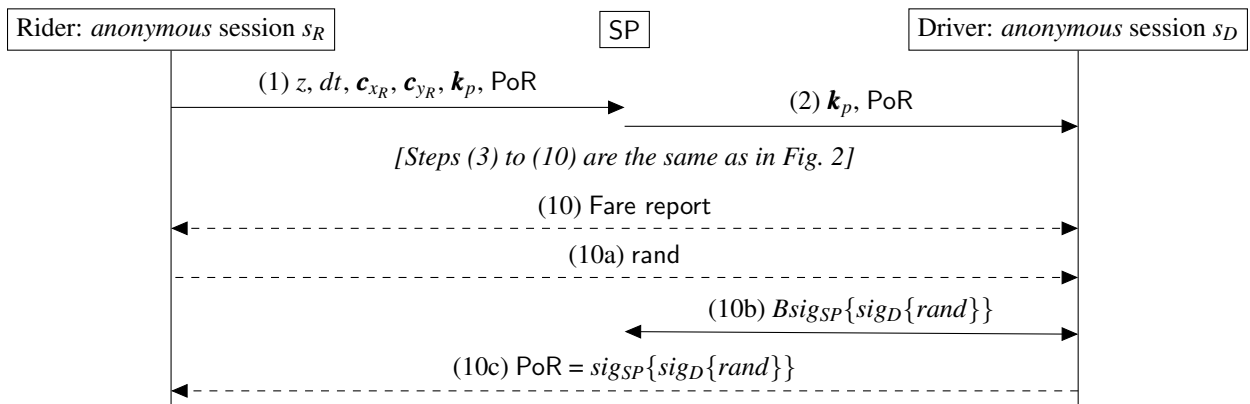 Rider: anonymous session s_R
SP
Driver: anonymous session s_D
(1) z, dt, c_{x_R}, c_{y_R}, k_p, PoR
(2) k_p, PoR
[Steps (3) to (10) are the same as in Fig. 2]
(10) Fare report
(10a) rand
(10b) Bsig_{SP}{sig_D{rand}}
(10c) PoR = sig_{SP}{sig_D{rand}}